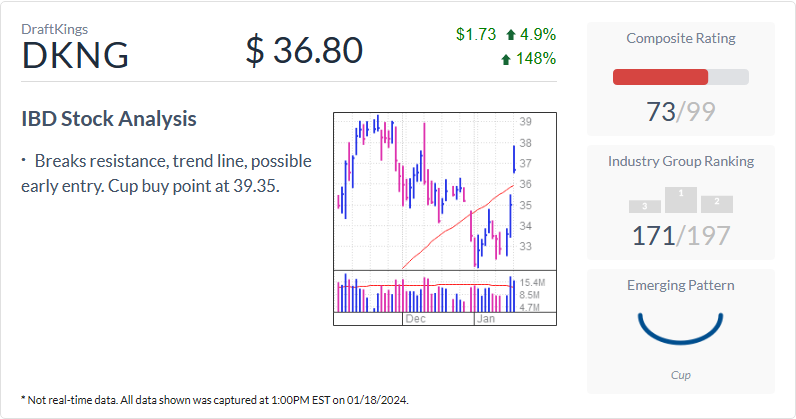 DraftKings
DKNG
$ 36.80
$1.73 4.9%
148%
IBD Stock Analysis
· Breaks resistance, trend line, possible
early entry. Cup buy point at 39.35.
39
38
37
36
35
34
33
15.4M
8.5M
4.7M
Dec
Jan
* Not real-time data. All data shown was captured at 1:00PM EST on 01/18/2024.
Composite Rating
73/99
Industry Group Ranking
3
1
2
171/197
Emerging Pattern
Cup